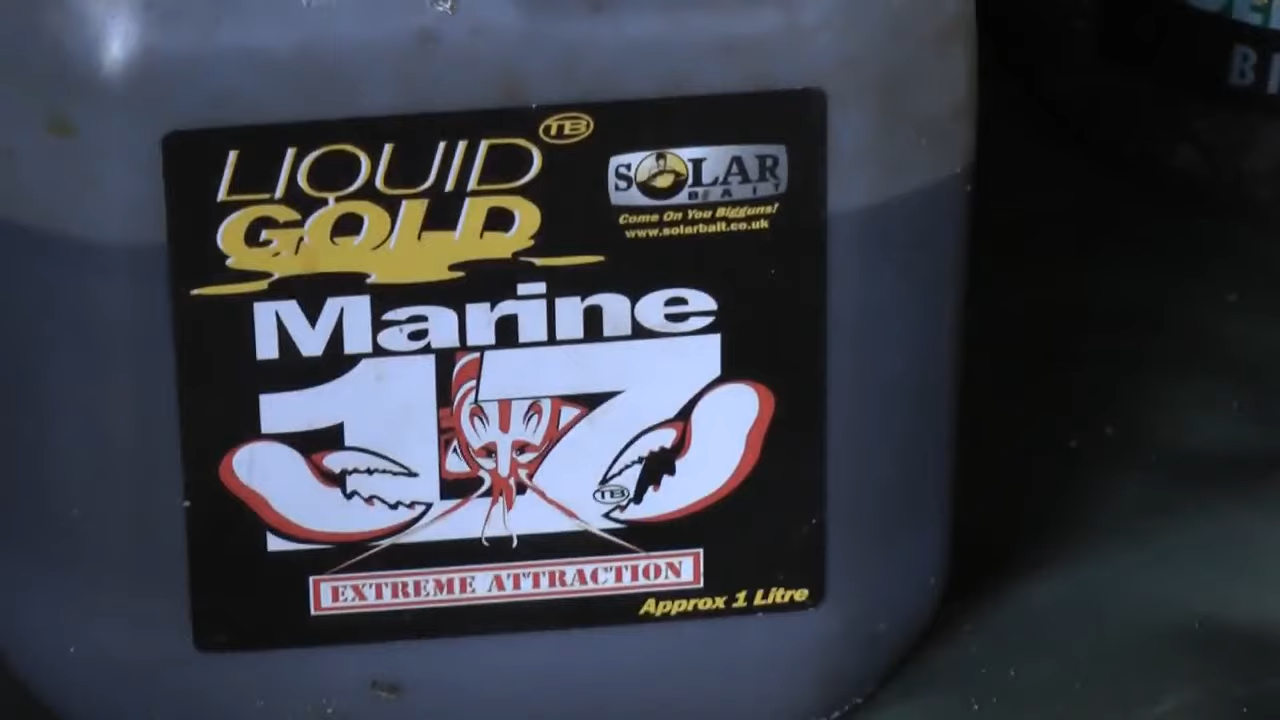 LIQUID TB
GOLD
SOLAR
BAIT
Come On You Bigguns!
www.solarbait.co.uk
Marine
17
TB
EXTREME ATTRACTION
Approx 1 Litre